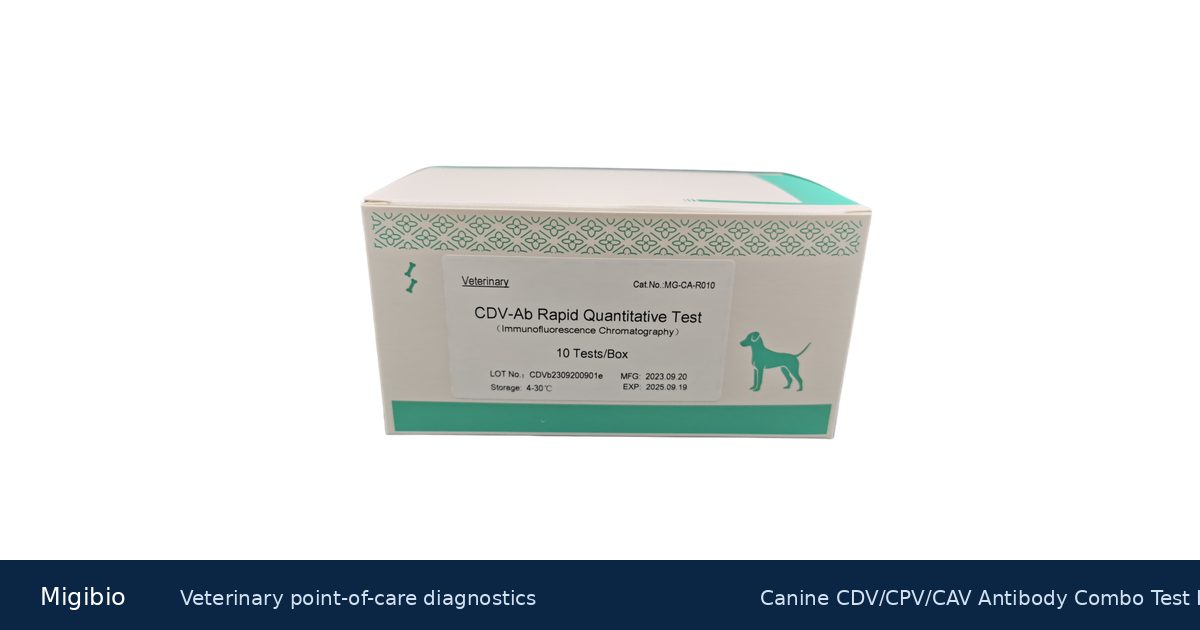 Veterinary
Cat.No.:MG-CA-R010
CDV-Ab Rapid Quantitative Test
（Immunofluorescence Chromatography）
10 Tests/Box
LOT No.: CDVb2309200901e MFG: 2023.09.20
Storage: 4-30℃ EXP: 2025.09.19
Migibio Veterinary point-of-care diagnostics Canine CDV/CPV/CAV Antibody Combo Test